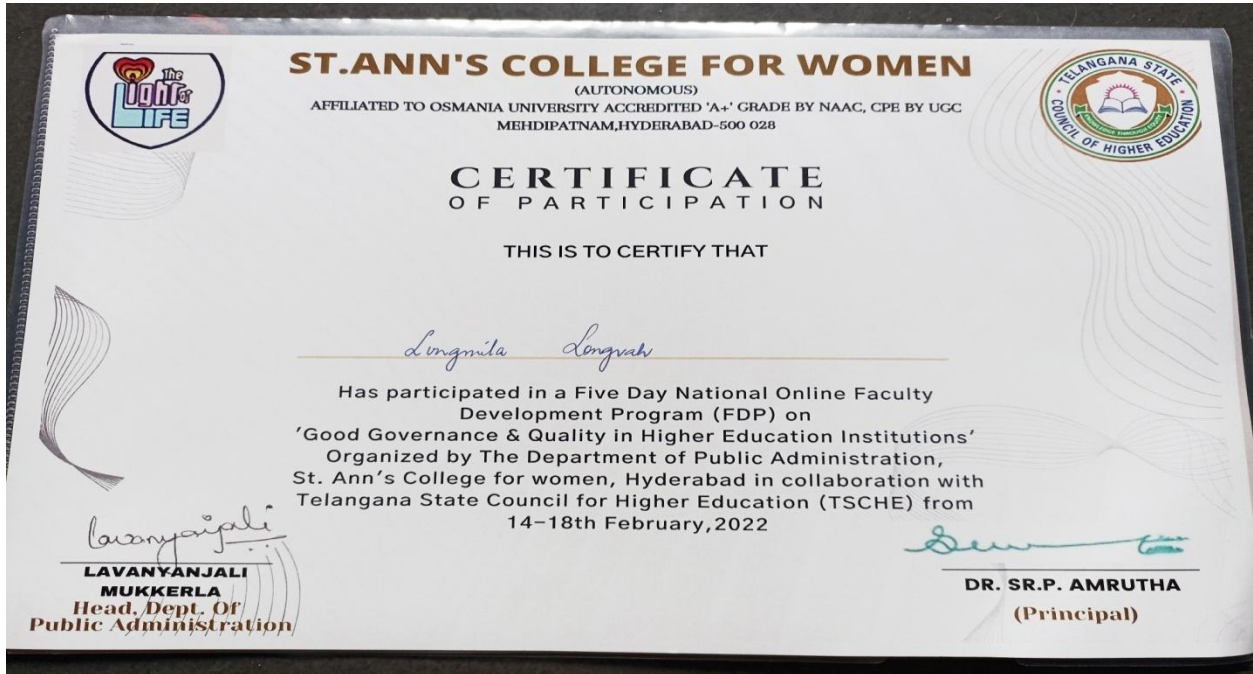 The
Light of
LIFE
ST.ANN'S COLLEGE FOR WOMEN
(AUTONOMOUS)
AFFILIATED TO OSMANIA UNIVERSITY ACCREDITED 'A+' GRADE BY NAAC, CPE BY UGC
MEHDIPATNAM,HYDERABAD-500 028
TELANGANA STATE
COUNCIL OF HIGHER EDUCATION
KNOWLEDGE THROUGH EQUITY
CERTIFICATE
OF PARTICIPATION
THIS IS TO CERTIFY THAT
Longmila Longvah
Has participated in a Five Day National Online Faculty
Development Program (FDP) on
'Good Governance & Quality in Higher Education Institutions'
Organized by The Department of Public Administration,
St. Ann's College for women, Hyderabad in collaboration with
Telangana State Council for Higher Education (TSCHE) from
14–18th February,2022
Lavanyanjali
LAVANYANJALI
MUKKERLA
Head, Dept. Of
Public Administration
DR. SR.P. AMRUTHA
(Principal)